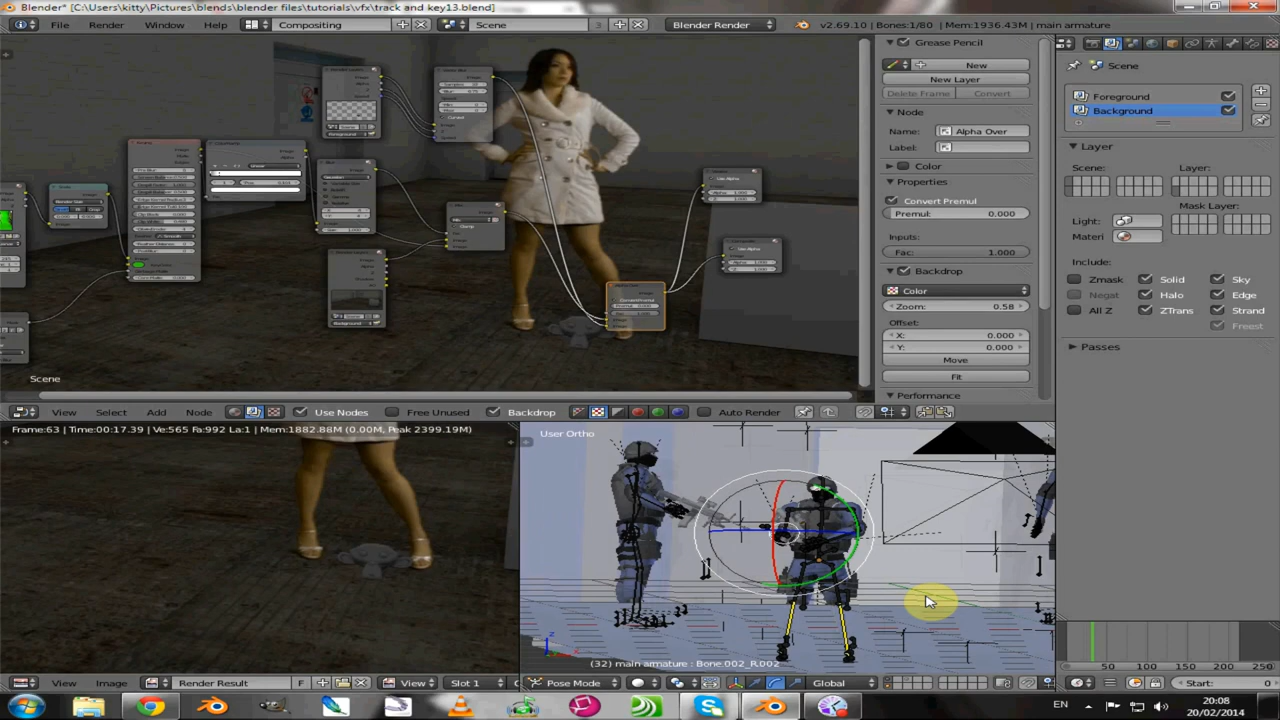 Blender* [C:\Users\kitty\Pictures\blender\blender files\tutorials\vfx\track and key13.blend]
File Render Window Help Compositing Scene 3 Blender Render v2.69.10 | Bones:1/80 | Mem:1936.43M | main armature
Grease Pencil
New
New Layer
Delete Frame Convert
Node
Name: Alpha Over
Label:
Color
Properties
Convert Premul
Premul: 0.000
Inputs:
Fac: 1.000
Backdrop
Color
Zoom: 0.58
Offset:
X: 0.000
Y: 0.000
Move
Fit
Performance
Scene
Foreground
Background
Layer
Scene: Layer:
Mask Layer:
Light:
Materi
Include:
Zmask Solid Sky
Negat Halo Edge
All Z ZTrans Strand
Freest
Passes
Scene
View Select Add Node Use Nodes Free Unused Backdrop Auto Render
Frame:63 | Time:00:17.39 | Ve:565 Fa:992 La:1 | Mem:1882.88M (0.00M, Peak 2399.19M)
User Ortho
(32) main armature : Bone.002_R.002
50 100 150 200 250
View Image Render Result F View Slot 1
Pose Mode Global
Start: 0
EN
20:08
20/02/2014